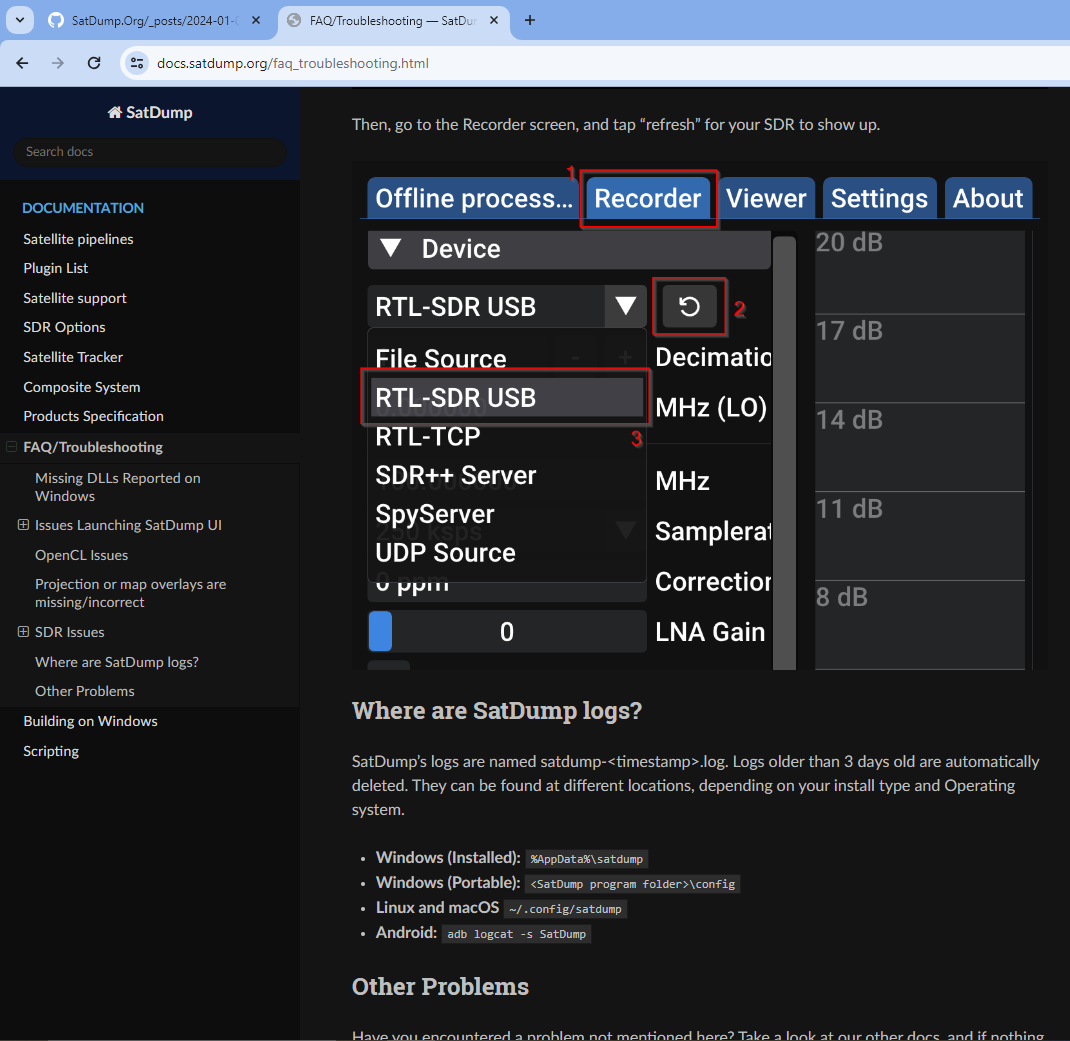 SatDump.Org/_posts/2024-01-
FAQ/Troubleshooting — SatDu
docs.satdump.org/faq_troubleshooting.html
SatDump
Search docs
DOCUMENTATION
Satellite pipelines
Plugin List
Satellite support
SDR Options
Satellite Tracker
Composite System
Products Specification
FAQ/Troubleshooting
Missing DLLs Reported on
Windows
Issues Launching SatDump UI
OpenCL Issues
Projection or map overlays are
missing/incorrect
SDR Issues
Where are SatDump logs?
Other Problems
Building on Windows
Scripting
Then, go to the Recorder screen, and tap “refresh” for your SDR to show up.
1
Offline process... Recorder Viewer Settings About
Device
RTL-SDR USB
2
File Source
- +
Decimatio
RTL-SDR USB
MHz (LO)
RTL-TCP
3
SDR++ Server
MHz
SpyServer
250 ksps
Samplerat
UDP Source
0 ppm
Correction
0
LNA Gain
20 dB
17 dB
14 dB
11 dB
8 dB
Where are SatDump logs?
SatDump's logs are named satdump-<timestamp>.log. Logs older than 3 days old are automatically
deleted. They can be found at different locations, depending on your install type and Operating
system.
• Windows (Installed): %AppData%\satdump
• Windows (Portable): <SatDump program folder>\config
• Linux and macOS ~/.config/satdump
• Android: adb logcat -s SatDump
Other Problems
Have you encountered a problem not mentioned here? Take a look at our other docs, and if nothing